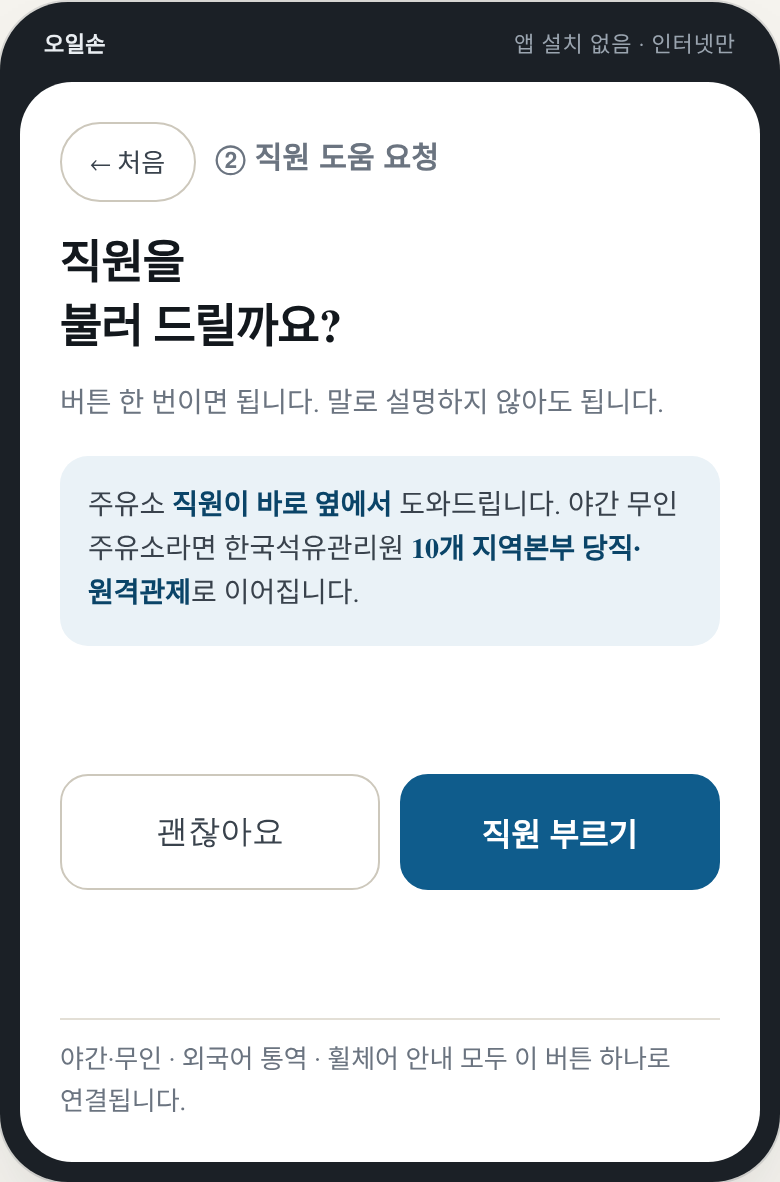 오일손
앱 설치 없음 · 인터넷만
← 처음
② 직원 도움 요청
직원을
불러 드릴까요?
버튼 한 번이면 됩니다. 말로 설명하지 않아도 됩니다.
주유소 직원이 바로 옆에서 도와드립니다. 야간 무인
주유소라면 한국석유관리원 10개 지역본부 당직·
원격관제로 이어집니다.
괜찮아요
직원 부르기
야간·무인 · 외국어 통역 · 휠체어 안내 모두 이 버튼 하나로
연결됩니다.